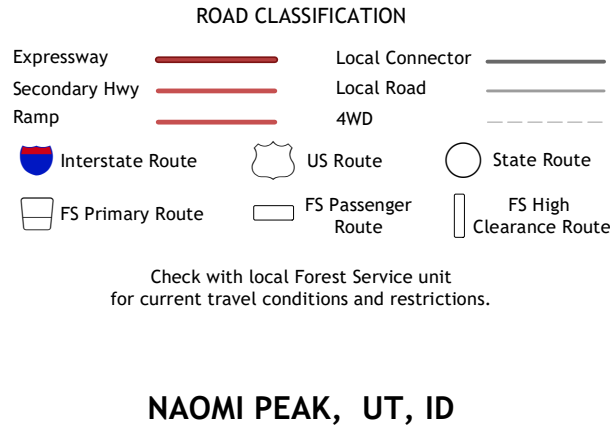 ROAD CLASSIFICATION
Expressway
Local Connector
Secondary Hwy
Local Road
Ramp
4WD
Interstate Route
US Route
State Route
FS Primary Route
FS Passenger
Route
FS High
Clearance Route
Check with local Forest Service unit
for current travel conditions and restrictions.
NAOMI PEAK, UT, ID